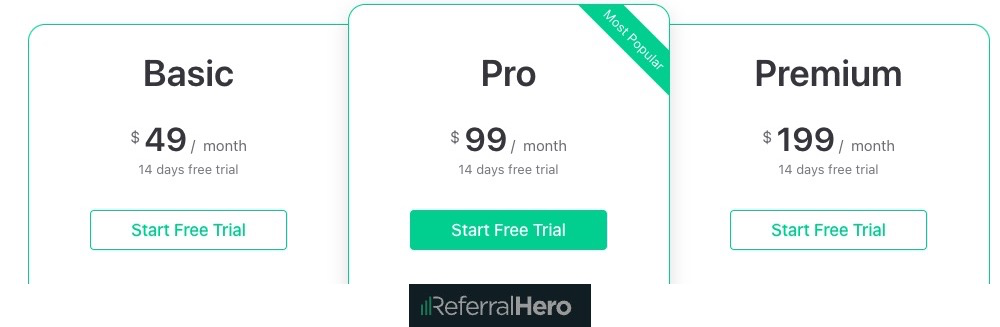 Basic
$ 49 / month
14 days free trial
Start Free Trial
Most Popular
Pro
$ 99 / month
14 days free trial
Start Free Trial
Premium
$ 199 / month
14 days free trial
Start Free Trial
ReferralHero